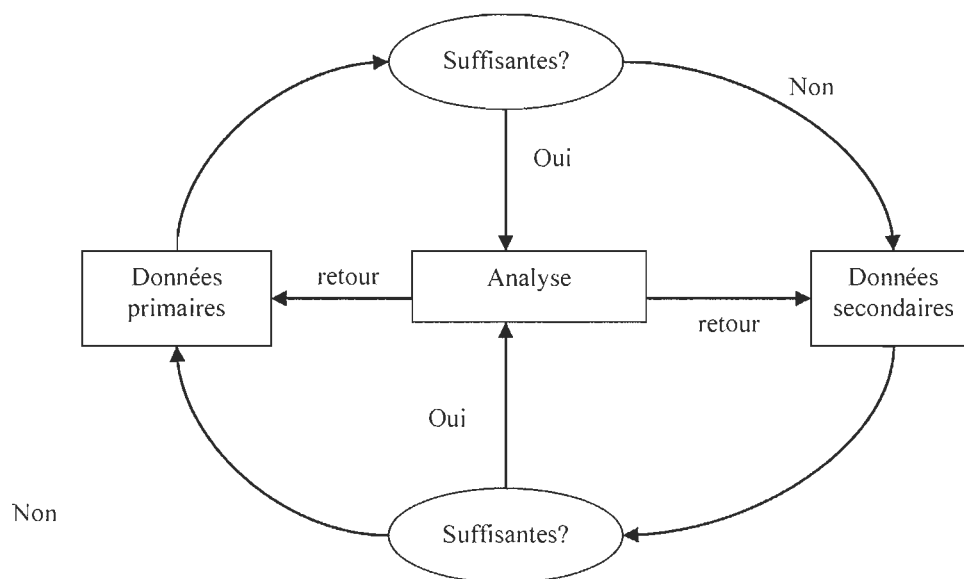 Suffisantes?
Non
Oui
Données
primaires
retour
Analyse
retour
Données
secondaires
Oui
Non
Suffisantes?